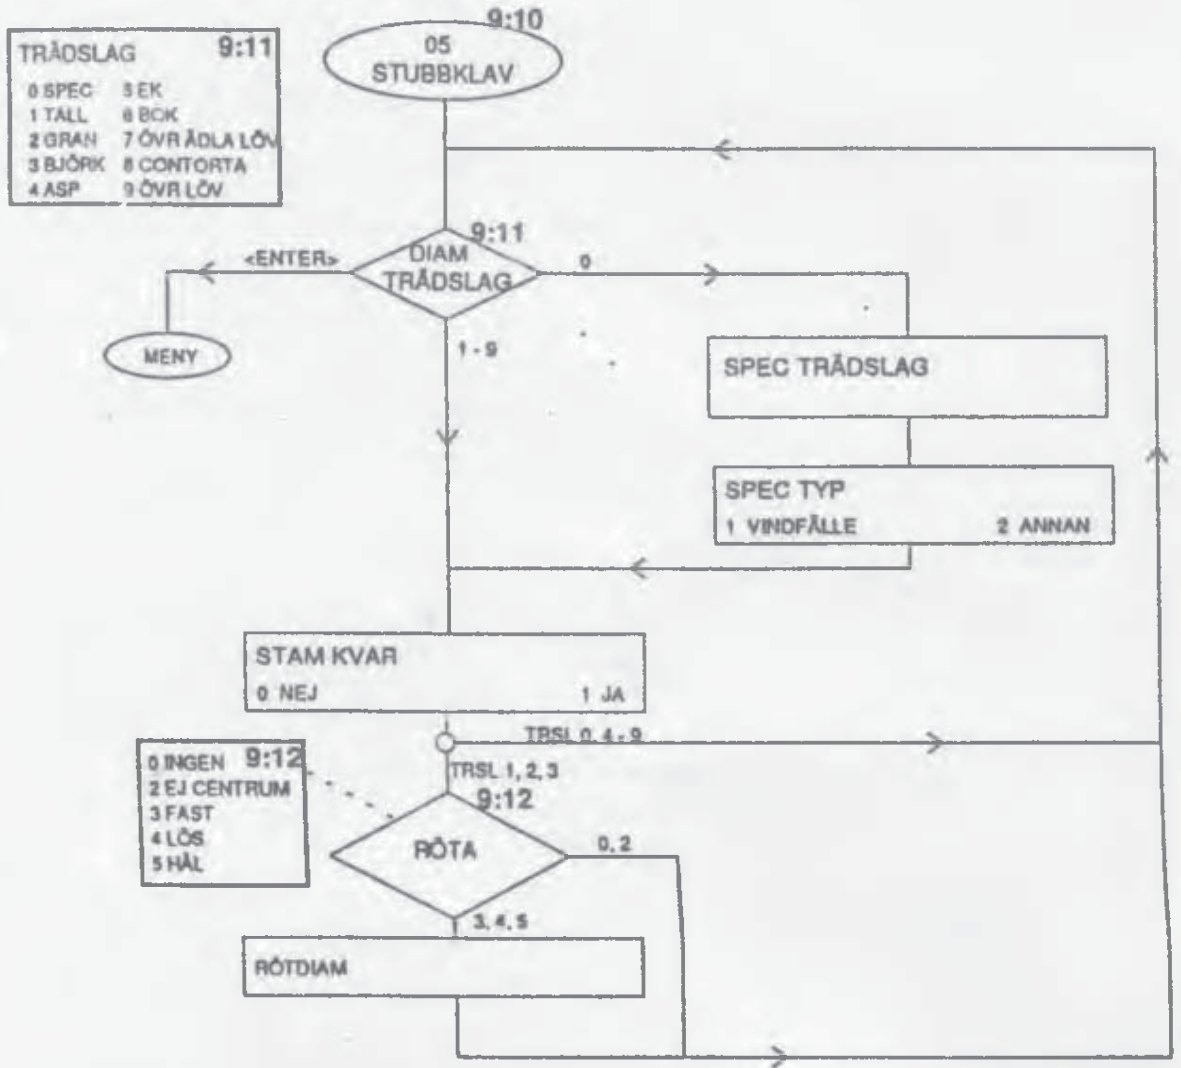 9:10
05
STUBBKLAV
TRÄDSLAG 9:11
0 SPEC 5 EK
1 TALL 6 BOK
2 GRAN 7 ÖVR ÄDLA LÖV
3 BJÖRK 8 CONTORTA
4 ASP 9 ÖVR LÖV
9:11
DIAM
TRÄDSLAG
<ENTER>
0
MENY
1 - 9
SPEC TRÄDSLAG
SPEC TYP
1 VINDFÄLLE 2 ANNAN
STAM KVAR
0 NEJ 1 JA
TRSL 0, 4 - 9
TRSL 1, 2, 3
0 INGEN 9:12
2 EJ CENTRUM
3 FAST
4 LÖS
5 HÅL
9:12
RÖTA
0, 2
3, 4, 5
RÖTDIAM